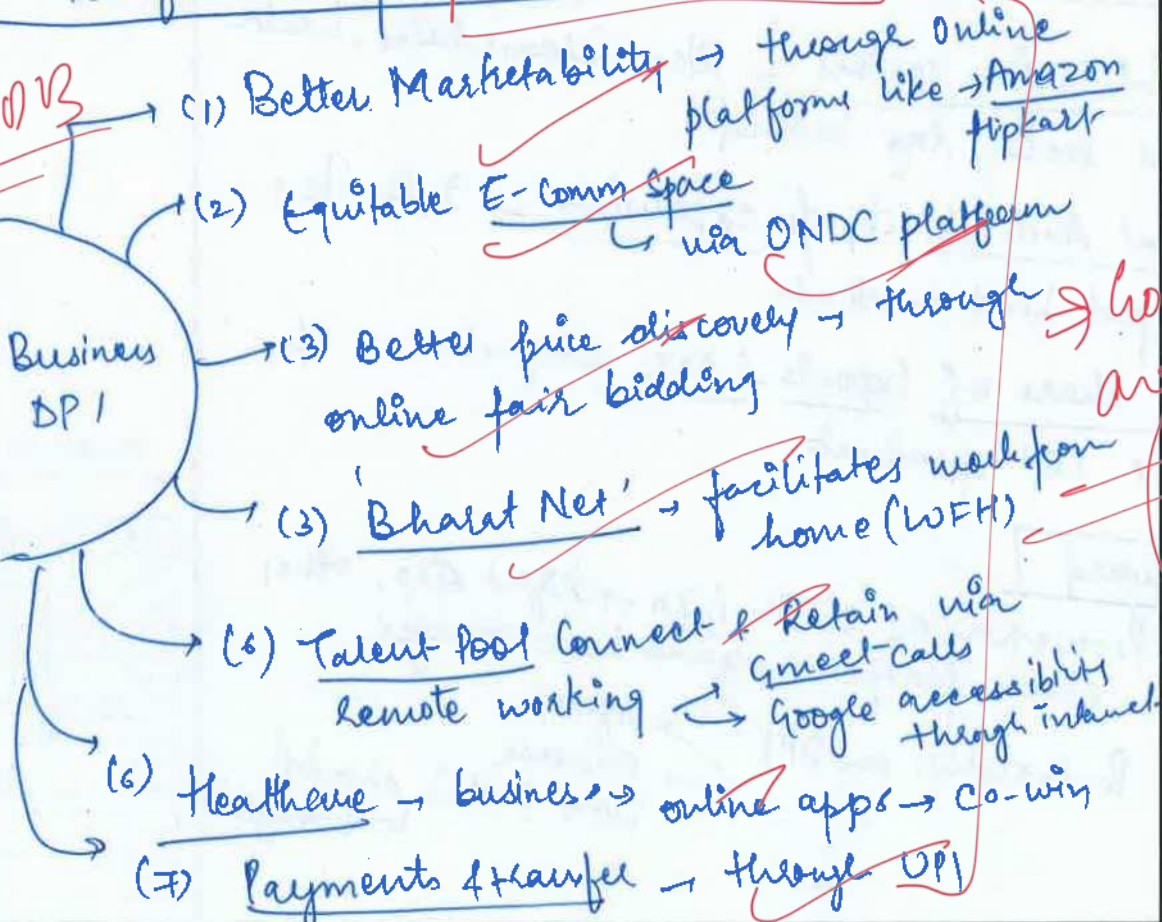 (1) Better Marketability → through Online
platforms like → Amazon
flipkart
(2) Equitable E-Comm Space
via ONDC platform
Business
DPI
(3) Better price discovery → through
online fair bidding
(3) 'Bharat Net' → facilitates work from
home (WFH)
(6) Talent Pool Connect & Retain via
Gmeet calls
remote working → Google accessibility
through internet
(6) Healthcare → business → online apps → Co-win
(7) Payments & transfer → through UPI